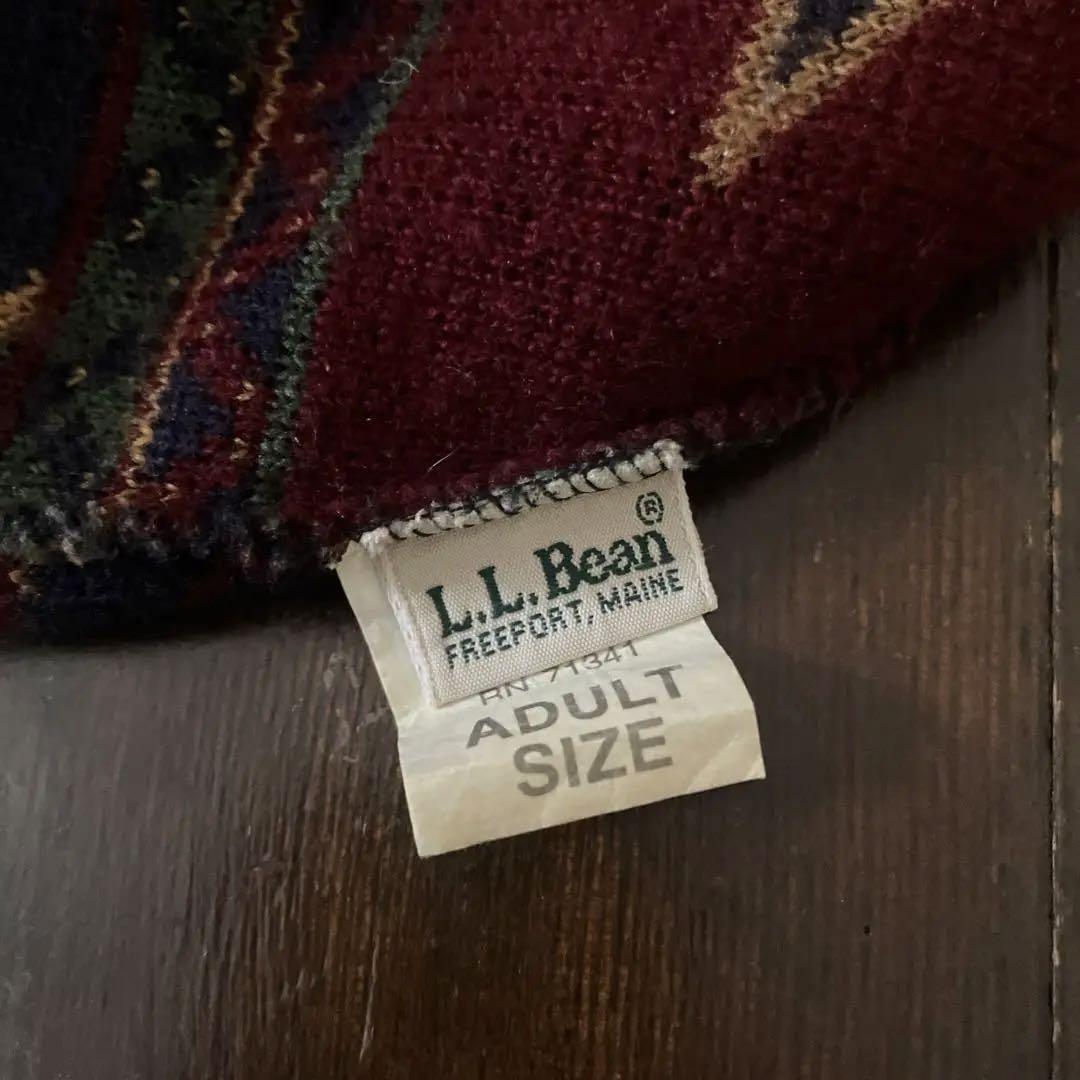 ®
L.L.Bean
FREEPORT, MAINE
RN 71341
ADULT
SIZE